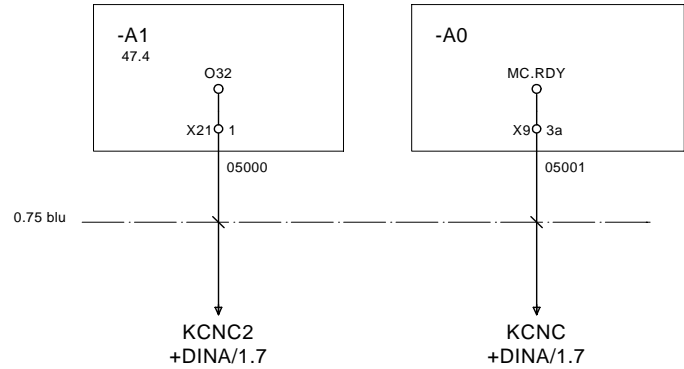 -A1
47.4
O32
X21 1
05000
-A0
MC.RDY
X9 3a
05001
0.75 blu
KCNC2
+DINA/1.7
KCNC
+DINA/1.7